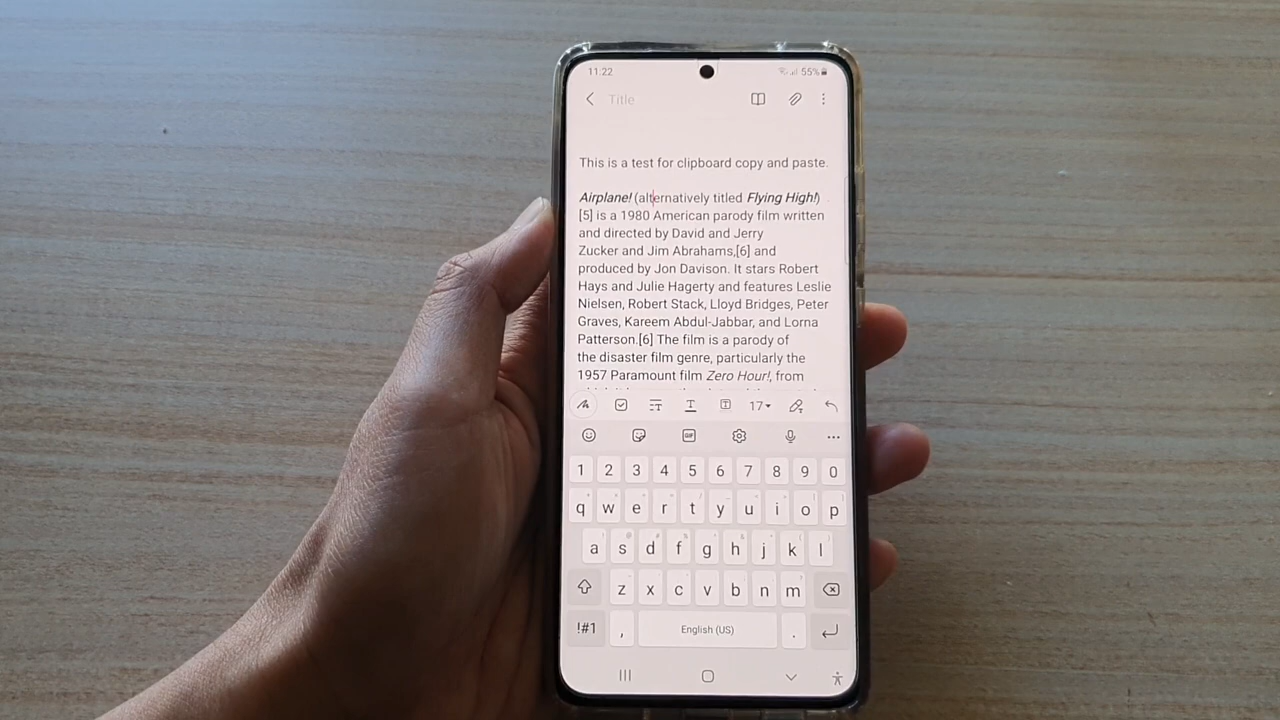 11.22 55%
Title
This is a test for clipboard copy and paste.
Airplane! (alternatively titled Flying High!)
[5] is a 1980 American parody film written
and directed by David and Jerry
Zucker and Jim Abrahams,[6] and
produced by Jon Davison. It stars Robert
Hays and Julie Hagerty and features Leslie
Nielsen, Robert Stack, Lloyd Bridges, Peter
Graves, Kareem Abdul-Jabbar, and Lorna
Patterson.[6] The film is a parody of
the disaster film genre, particularly the
1957 Paramount film Zero Hour!, from
17
GIF
1 2 3 4 5 6 7 8 9 0
q w e r t y u i o p
a s d f g h j k l
z x c v b n m
!#1 , English (US) .